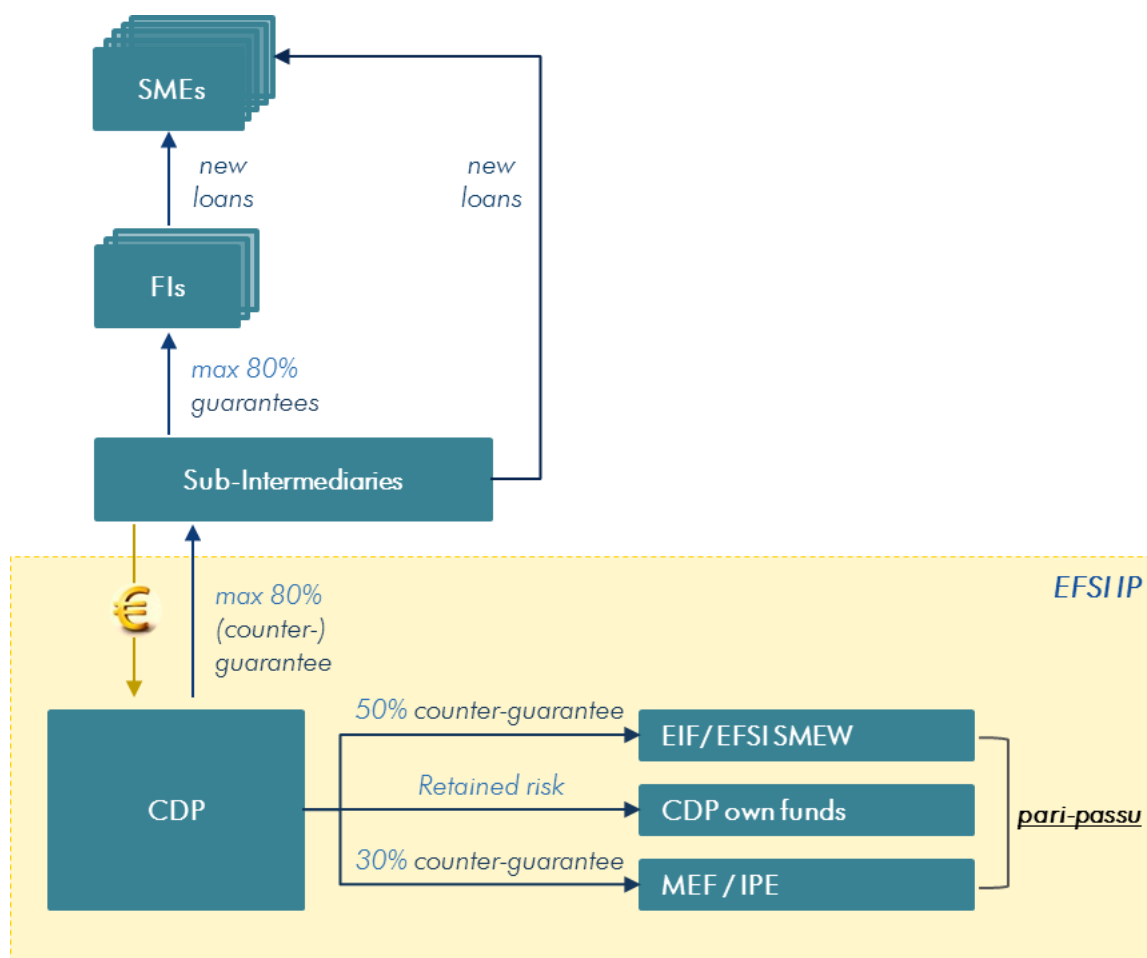 SMEs
new
loans
new
loans
FIs
max 80%
guarantees
Sub-Intermediaries
EFSI IP
€
max 80%
(counter-)
guarantee
50% counter-guarantee
EIF/EFSI SMEW
CDP
Retained risk
CDP own funds
pari-passu
30% counter-guarantee
MEF / IPE